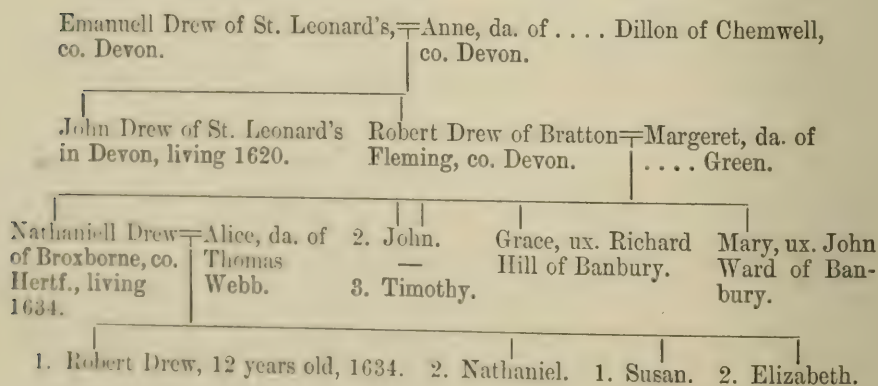 Emanuell Drew of St. Leonard's, Anne, da. of .... Dillon of Chemwell,
co. Devon. co. Devon.
John Drew of St. Leonard's
in Devon, living 1620.
Robert Drew of Bratton
Fleming, co. Devon.
Margeret, da. of
.... Green.
Nathaniell Drew
of Broxborne, co.
Hertf., living
1634.
Alice, da. of
Thomas
Webb.
2. John.
—
3. Timothy.
Grace, ux. Richard
Hill of Banbury.
Mary, ux. John
Ward of Ban-
bury.
1. Robert Drew, 12 years old, 1634. 2. Nathaniel. 1. Susan. 2. Elizabeth.